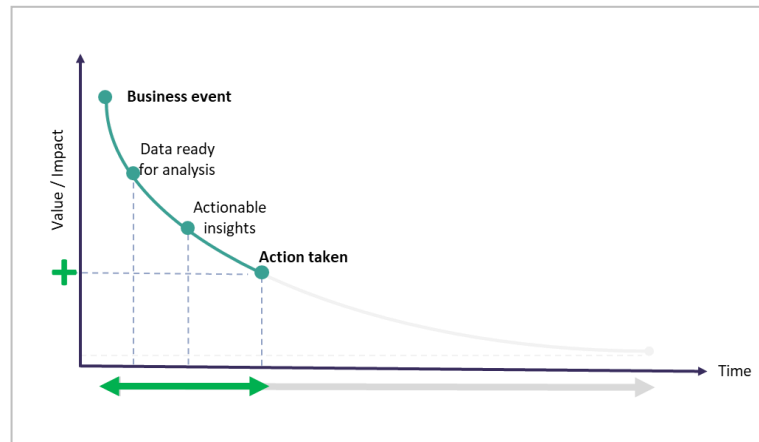 Business event
Data ready
for analysis
Actionable
insights
Action taken
Value / Impact
Time